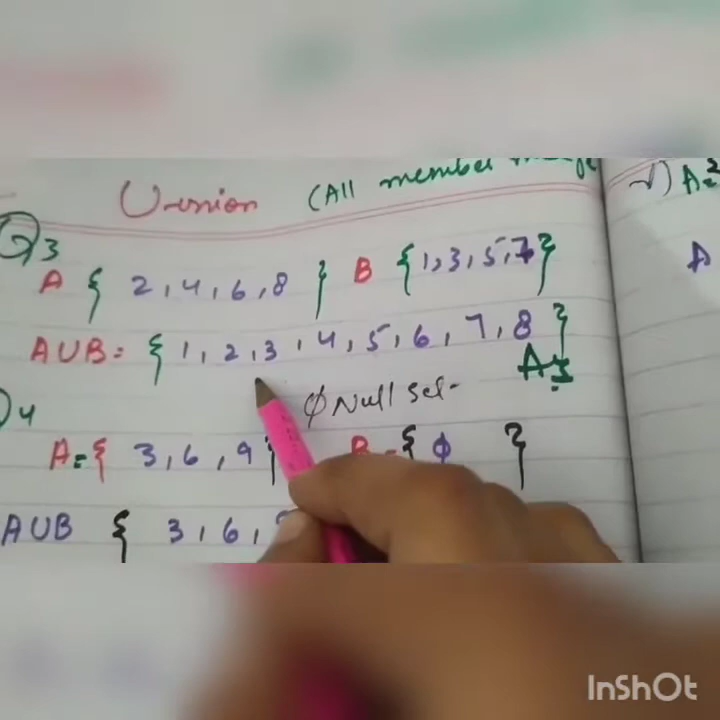 Union (All member
Q3
A { 2,4,6,8 } B {1,3,5,7}
AUB = { 1, 2, 3, 4, 5, 6, 7, 8 }
Ans
φ Null set-
4
A = { 3, 6, 9 } B = { φ }
AUB { 3, 6,
A=
A
InShOt